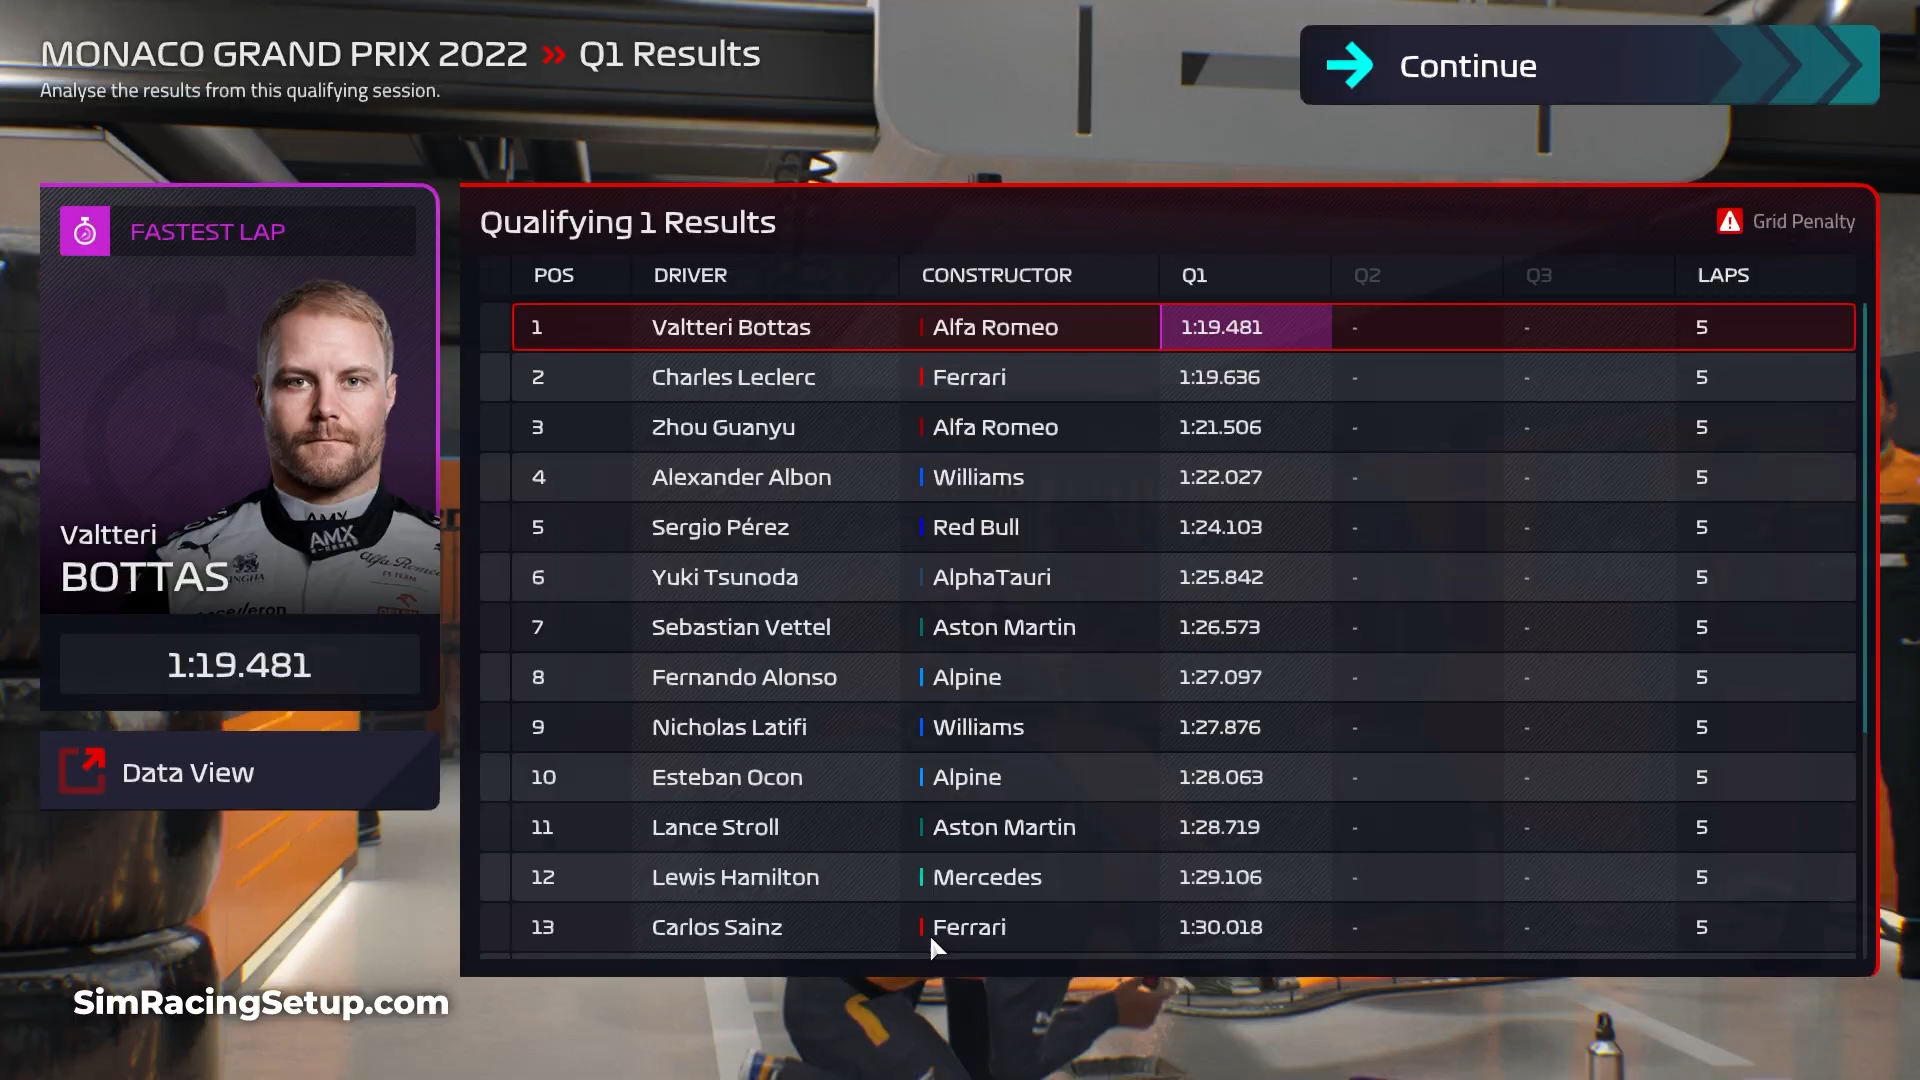 MONACO GRAND PRIX 2022 » Q1 Results
Analyse the results from this qualifying session.
Continue
FASTEST LAP
Valtteri
BOTTAS
AMX
AMX
Alfa Romeo
F1 TEAM
ORLEN
1:19.481
Data View
Qualifying 1 Results
Grid Penalty
POS DRIVER CONSTRUCTOR Q1 Q2 Q3 LAPS
1 Valtteri Bottas Alfa Romeo 1:19.481 - - 5
2 Charles Leclerc Ferrari 1:19.636 - - 5
3 Zhou Guanyu Alfa Romeo 1:21.506 - - 5
4 Alexander Albon Williams 1:22.027 - - 5
5 Sergio Pérez Red Bull 1:24.103 - - 5
6 Yuki Tsunoda AlphaTauri 1:25.842 - - 5
7 Sebastian Vettel Aston Martin 1:26.573 - - 5
8 Fernando Alonso Alpine 1:27.097 - - 5
9 Nicholas Latifi Williams 1:27.876 - - 5
10 Esteban Ocon Alpine 1:28.063 - - 5
11 Lance Stroll Aston Martin 1:28.719 - - 5
12 Lewis Hamilton Mercedes 1:29.106 - - 5
13 Carlos Sainz Ferrari 1:30.018 - - 5
SimRacingSetup.com